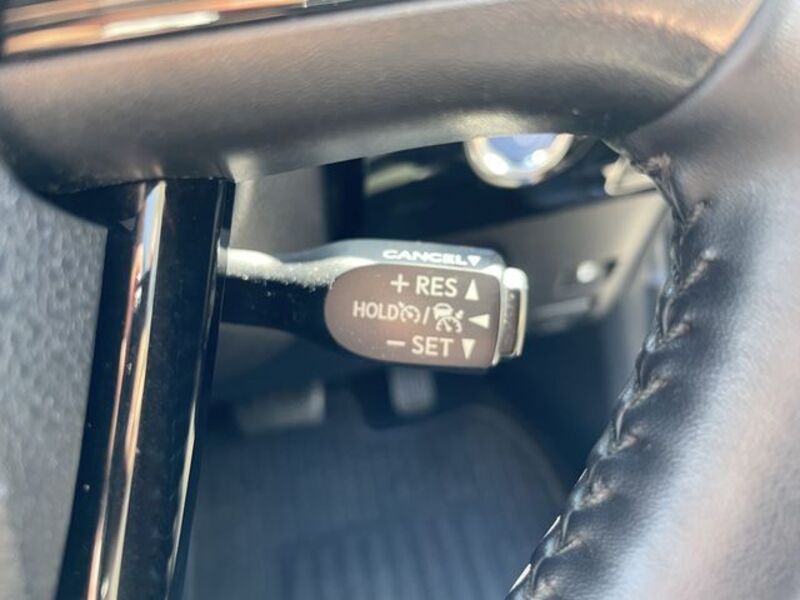 CANCEL▼
+ RES ▲
HOLD / ◀
− SET ▼